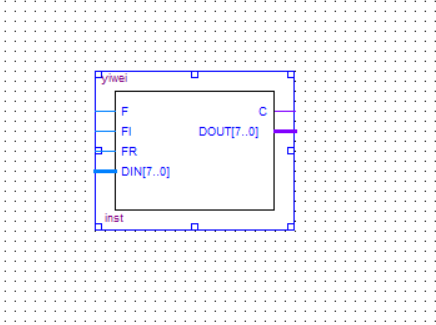 yiwei
F C
FI DOUT[7..0]
FR
DIN[7..0]
inst